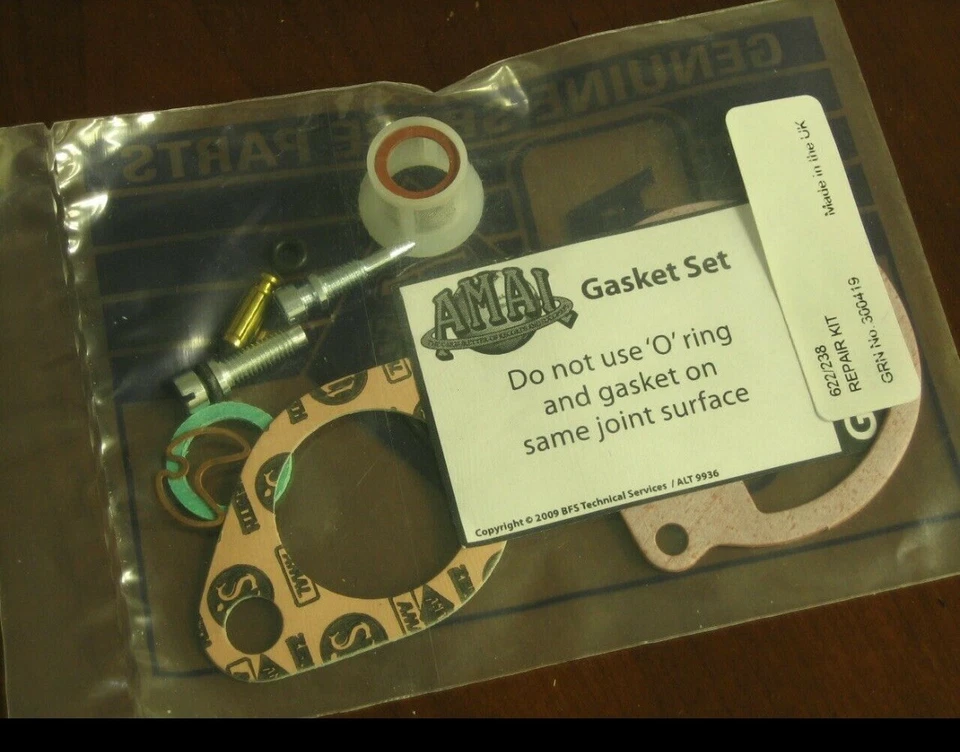 GENUINE
PARTS
Made in the UK
622/238
REPAIR KIT
GRN No. 300419
AMAL
Gasket Set
Do not use 'O' ring
and gasket on
same joint surface
Copyright © 2009 BFS Technical Services / ALT 9936